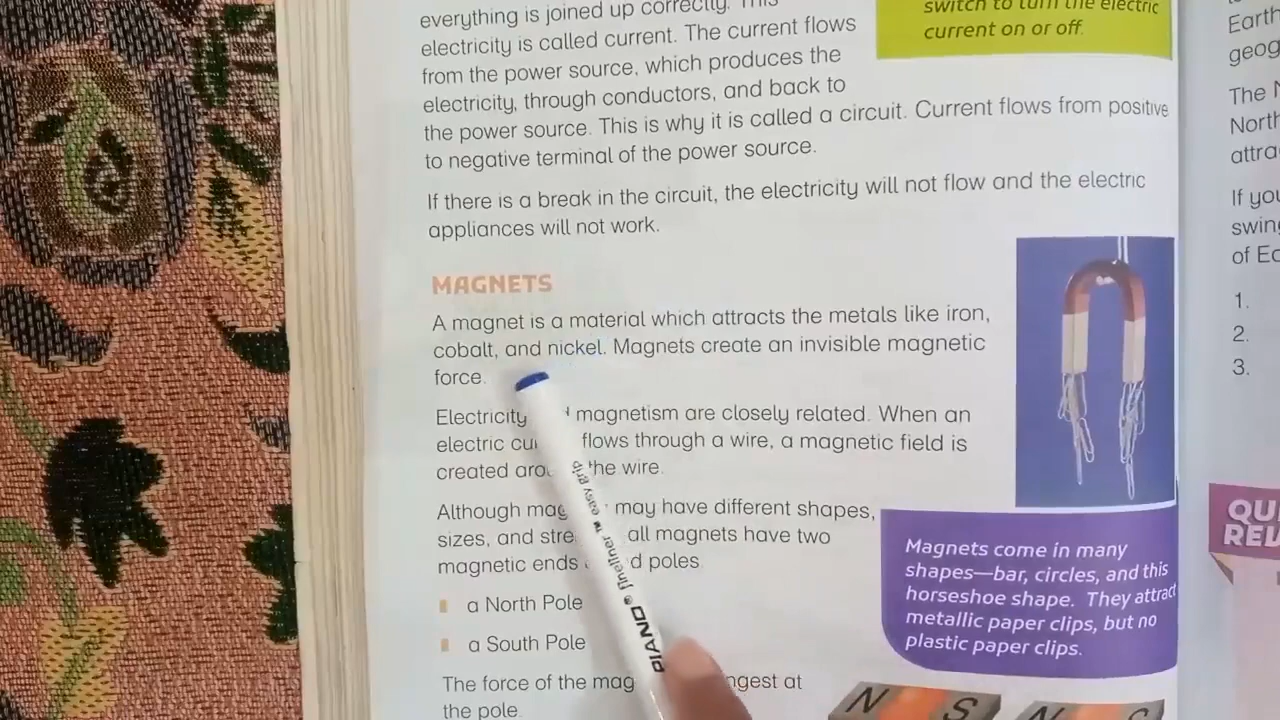 everything is joined up correctly. This
electricity is called current. The current flows
from the power source, which produces the
electricity, through conductors, and back to
the power source. This is why it is called a circuit. Current flows from positive
to negative terminal of the power source.
switch to turn the electric
current on or off.
If there is a break in the circuit, the electricity will not flow and the electric
appliances will not work.
MAGNETS
A magnet is a material which attracts the metals like iron,
cobalt, and nickel. Magnets create an invisible magnetic
force.
Electricity magnetism are closely related. When an
electric flows through a wire, a magnetic field is
created the wire.
Although may have different shapes,
sizes, and all magnets have two
magnetic ends poles.
a North Pole
a South Pole
The force of the at
the pole.
Magnets come in many
shapes—bar, circles, and this
horseshoe shape. They attract
metallic paper clips, but no
plastic paper clips.
N S
N S
PIANO fineliner easy grip
Earth
The
North
If you
of
1.
2.
3.